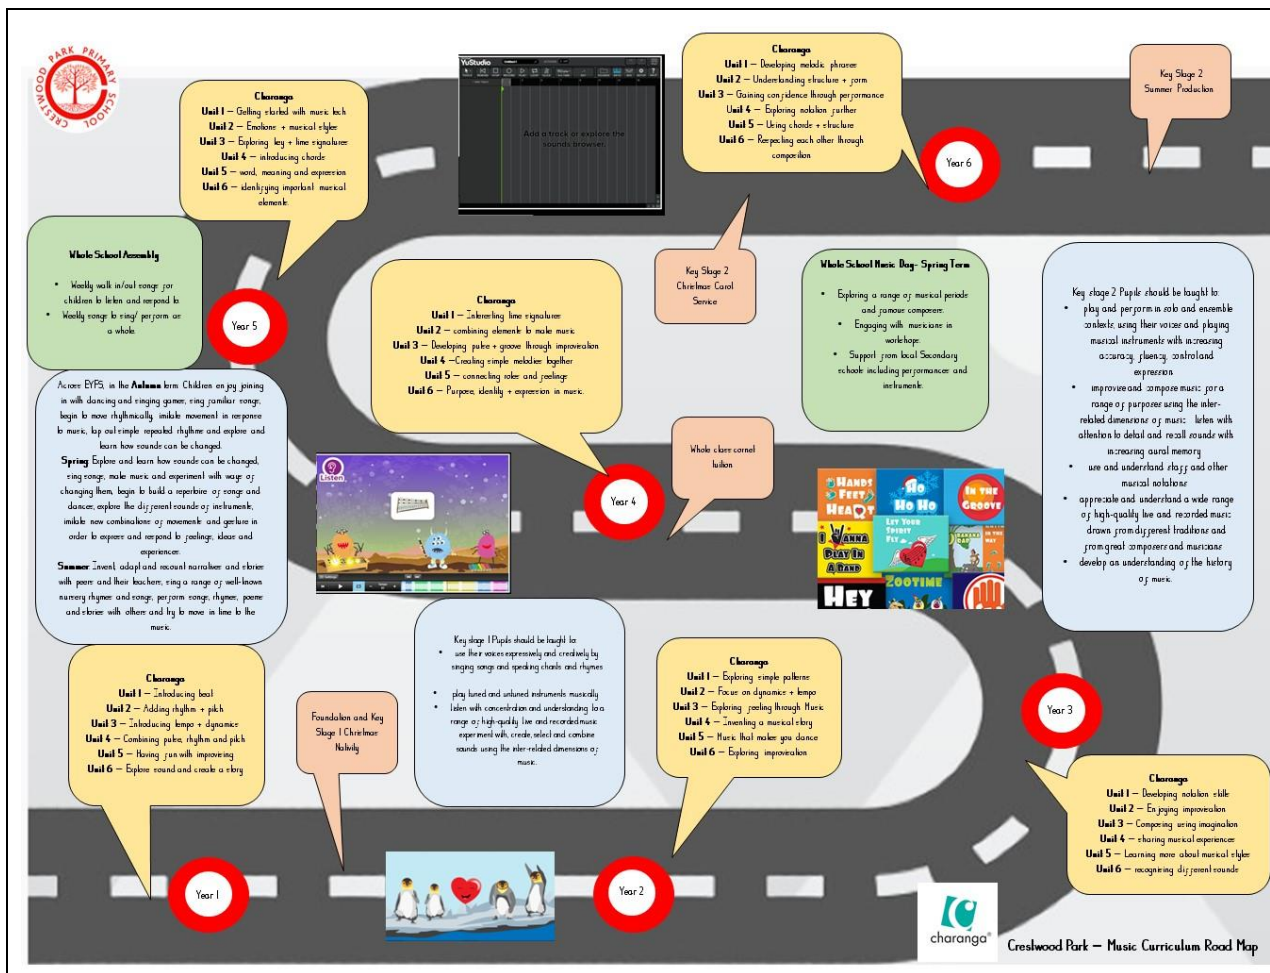 CRESTWOOD PARK PRIMARY SCHOOL
Charanga
Unit 1 – Getting started with music tech
Unit 2 – Emotions + musical styles
Unit 3 – Exploring key + time signatures
Unit 4 – introducing chords
Unit 5 – word, meaning and expression
Unit 6 – identifying important musical
elements.
YuStudio
Add a track or explore the
sounds browser.
Charanga
Unit 1 – Developing melodic phrases
Unit 2 – Understanding structure + form
Unit 3 – Gaining confidence through performance
Unit 4 – Exploring notation further
Unit 5 – Using chords + structure
Unit 6 – Respecting each other through
composition
Key Stage 2
Summer Production
Year 6
Whole School Assembly
• Weekly walk in/out songs for
children to listen and respond to.
• Weekly songs to sing/ perform as
a whole.
Year 5
Key Stage 2
Christmas Carol
Service
Charanga
Unit 1 – Interesting time signatures
Unit 2 – combining elements to make music
Unit 3 – Developing pulse + groove through improvisation
Unit 4 –Creating simple melodies together
Unit 5 – connecting notes and feelings
Unit 6 – Purpose, identity + expression in music.
Whole School Music Day- Spring Term
• Exploring a range of musical periods
and famous composers.
• Engaging with musicians in
workshops.
• Support from local Secondary
schools including performances and
instruments.
Key stage 2 Pupils should be taught to:
• play and perform in solo and ensemble
contexts, using their voices and playing
musical instruments with increasing
accuracy, fluency, control and
expression
• improvise and compose music for a
range of purposes using the inter-
related dimensions of music listen with
attention to detail and recall sounds with
increasing aural memory
• use and understand staff and other
musical notations
• appreciate and understand a wide range
of high-quality live and recorded music
drawn from different traditions and
from great composers and musicians
• develop an understanding of the history
of music.
Across EYFS, in the Autumn term: Children enjoy joining
in with dancing and singing games, sing familiar songs,
begin to move rhythmically, imitate movement in response
to music, tap out simple repeated rhythms and explore and
learn how sounds can be changed.
Spring Explore and learn how sounds can be changed,
sing songs, make music and experiment with ways of
changing them, begin to build a repertoire of songs and
dances, explore the different sounds of instruments,
imitate new combinations of movements and gesture in
order to express and respond to feelings, ideas and
experiences.
Summer Invent, adapt and recount narratives and stories
with peers and their teachers, sing a range of well-known
nursery rhymes and songs, perform songs, rhymes, poems
and stories with others and try to move in time to the
music.
Listen
Year 4
Whole class cornet
tuition
HANDS
FEET
HEART
HO
HO HO
IN THE
GROOVE
I WANNA
PLAY IN
A BAND
LET YOUR
SPIRIT
FLY
BANANA
RAP
HEY
ZOOTIME
Charanga
Unit 1 – Introducing beat
Unit 2 – Adding rhythm + pitch
Unit 3 – Introducing tempo + dynamics
Unit 4 – Combining pulse, rhythm and pitch
Unit 5 – Having fun with improvising
Unit 6 – Explore sound and create a story
Foundation and Key
Stage 1 Christmas
Nativity
Key stage 1 Pupils should be taught to:
• use their voices expressively and creatively by
singing songs and speaking chants and rhymes
• play tuned and untuned instruments musically
• listen with concentration and understanding to a
range of high-quality live and recorded music
experiment with, create, select and combine
sounds using the inter-related dimensions of
music.
Charanga
Unit 1 – Exploring simple patterns
Unit 2 – Focus on dynamics + tempo
Unit 3 – Exploring feeling through Music
Unit 4 – Inventing a musical story
Unit 5 – Music that makes you dance
Unit 6 – Exploring improvisation
Year 3
Charanga
Unit 1 – Developing notation skills
Unit 2 – Enjoying improvisation
Unit 3 – Composing using imagination
Unit 4 – sharing musical experiences
Unit 5 – Learning more about musical styles
Unit 6 – recognising different sounds
Year 1
Year 2
charanga®
Crestwood Park – Music Curriculum Road Map